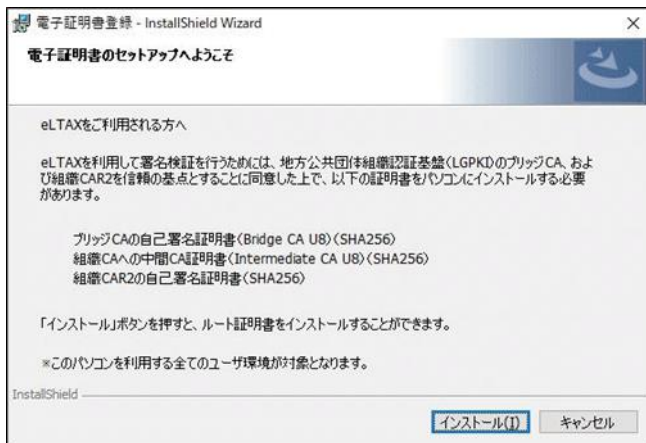 電子証明書登録 - InstallShield Wizard
電子証明書のセットアップへようこそ
eLTAXをご利用される方へ
eLTAXを利用して署名検証を行うためには、地方公共団体組織認証基盤(LGPKI)のブリッジCA、およ
び組織CAR2を信頼の基点とすることに同意した上で、以下の証明書をパソコンにインストールする必要
があります。
ブリッジCAの自己署名証明書(Bridge CA U8)(SHA256)
組織CAへの中間CA証明書(Intermediate CA U8)(SHA256)
組織CAR2の自己署名証明書(SHA256)
「インストール」ボタンを押すと、ルート証明書をインストールすることができます。
※このパソコンを利用する全てのユーザ環境が対象となります。
InstallShield
インストール(I)
キャンセル